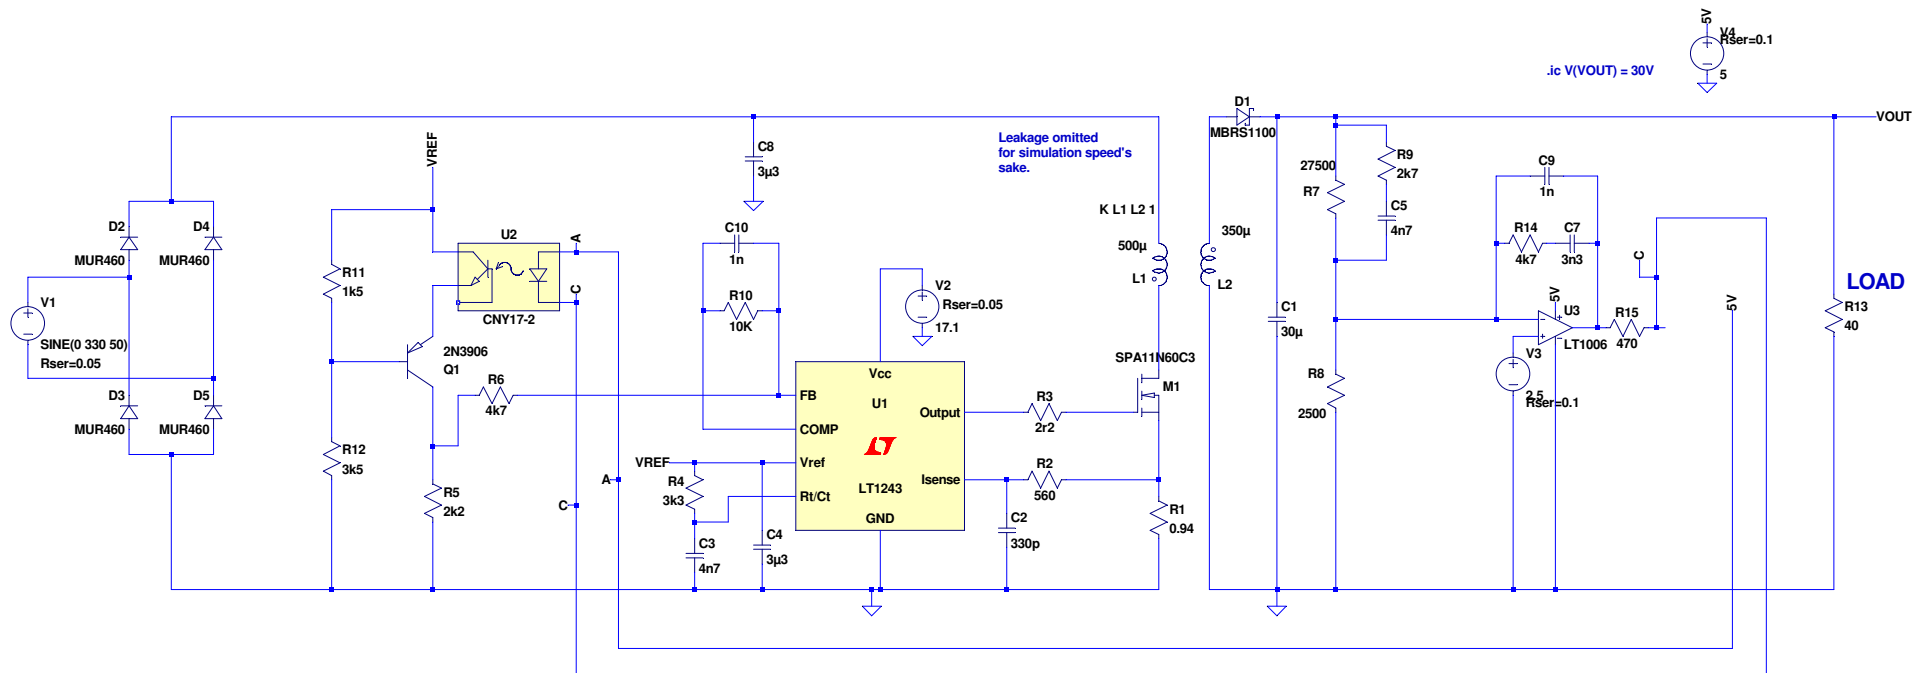 5V
V4
Rser=0.1
5
.ic V(VOUT) = 30V
D1
MBRS1100
VOUT
Leakage omitted
for simulation speed's
sake.
C8
3µ3
VREF
27500
R7
R9
2k7
C5
4n7
C9
1n
R14
4k7
C7
3n3
K L1 L2 1
500µ
L1
350µ
L2
D2
MUR460
D4
MUR460
U2
A
C
CNY17-2
C10
1n
R10
10K
R11
1k5
V1
SINE(0 330 50)
Rser=0.05
V2
Rser=0.05
17.1
C1
30µ
5V
U3
LT1006
R15
470
C
5V
LOAD
R13
40
2N3906
Q1
SPA11N60C3
M1
V3
2.5
Rser=0.1
R8
2500
D3
MUR460
D5
MUR460
R6
4k7
Vcc
U1
FB
COMP
Vref
Rt/Ct
GND
Output
Isense
LT1243
R3
2r2
R12
3k5
VREF
R4
3k3
A
C
R5
2k2
R2
560
R1
0.94
C3
4n7
C4
3µ3
C2
330p